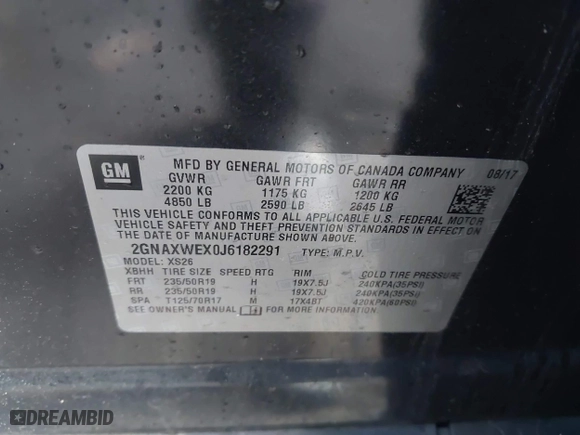 GM
MFD BY GENERAL MOTORS OF CANADA COMPANY 08/17
GVWR GAWR FRT GAWR RR
2200 KG 1175 KG 1200 KG
4850 LB 2590 LB 2645 LB
THIS VEHICLE CONFORMS TO ALL APPLICABLE U.S. FEDERAL MOTOR
VEHICLE SAFETY AND THEFT PREVENTION STANDARDS IN EFFECT ON
THE DATE OF MANUFACTURE SHOWN ABOVE.
2GNAXWEX0J6182291 TYPE: M.P.V.
MODEL: XS26
XBHH TIRE SIZE SPEED RTG RIM COLD TIRE PRESSURE
FRT 235/50R19 H 19X7.5J 240KPA(35PSI)
RR 235/50R19 H 19X7.5J 240KPA(35PSI)
SPA T125/70R17 M 17X4BT 420KPA(60PSI)
SEE OWNER'S MANUAL FOR MORE INFORMATION.
DREAMBID